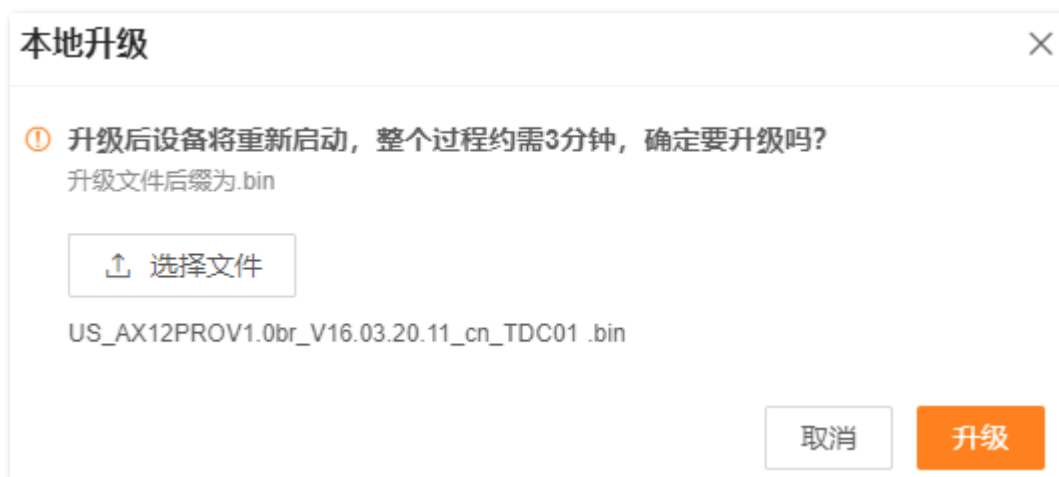 本地升级
升级后设备将重新启动，整个过程约需3分钟，确定要升级吗？
升级文件后缀为.bin
选择文件
US_AX12PROV1.0br_V16.03.20.11_cn_TDC01 .bin
取消 升级